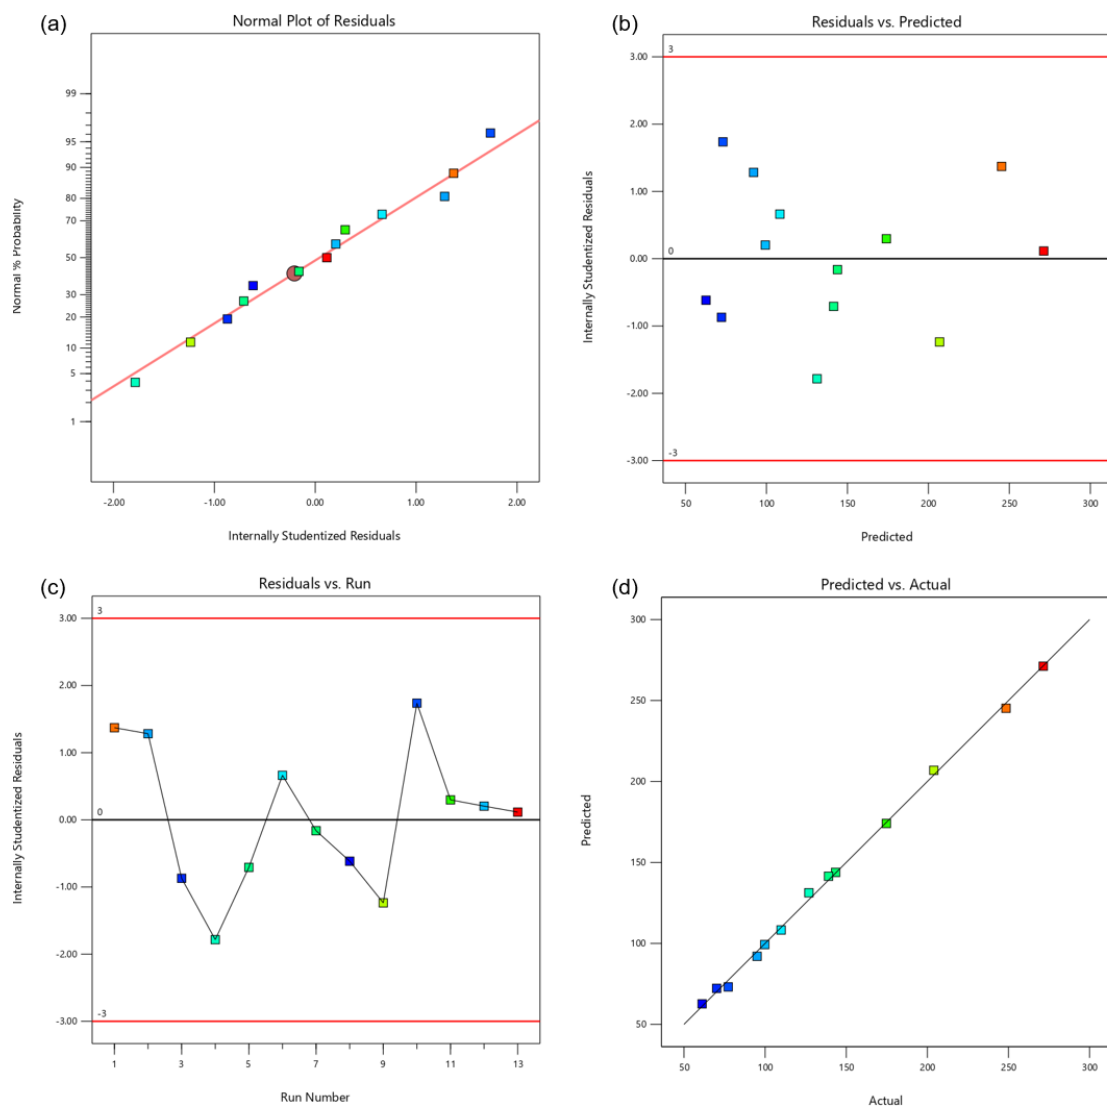 (a)
Normal Plot of Residuals
99
95
90
80
70
50
30
20
10
5
1
Normal % Probability
-2.00 -1.00 0.00 1.00 2.00
Internally Studentized Residuals
(b)
Residuals vs. Predicted
3.00
2.00
1.00
0.00
-1.00
-2.00
-3.00
3
0
-3
Internally Studentized Residuals
50 100 150 200 250 300
Predicted
(c)
Residuals vs. Run
3.00
2.00
1.00
0.00
-1.00
-2.00
-3.00
3
0
-3
Internally Studentized Residuals
1 3 5 7 9 11 13
Run Number
(d)
Predicted vs. Actual
300
250
200
150
100
50
Predicted
50 100 150 200 250 300
Actual